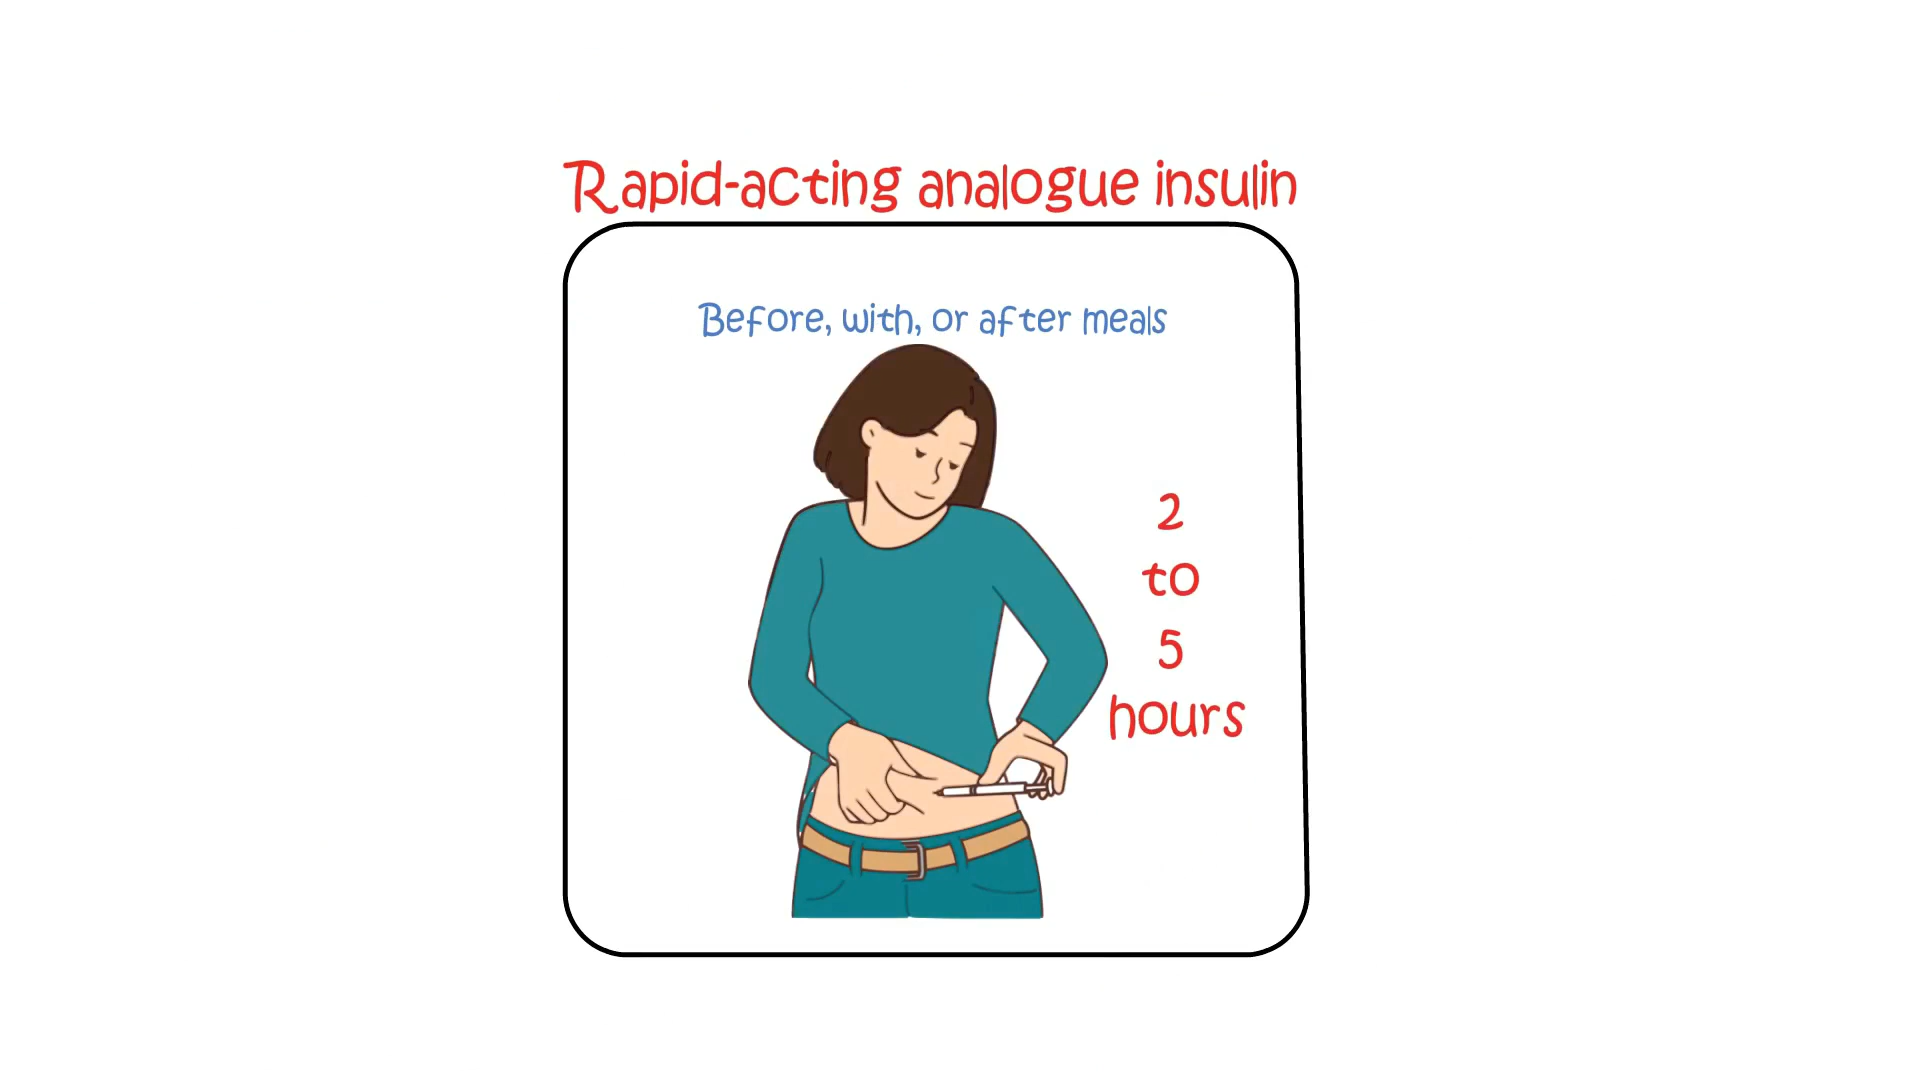 Rapid-acting analogue insulin
Before, with, or after meals
2
to
5
hours